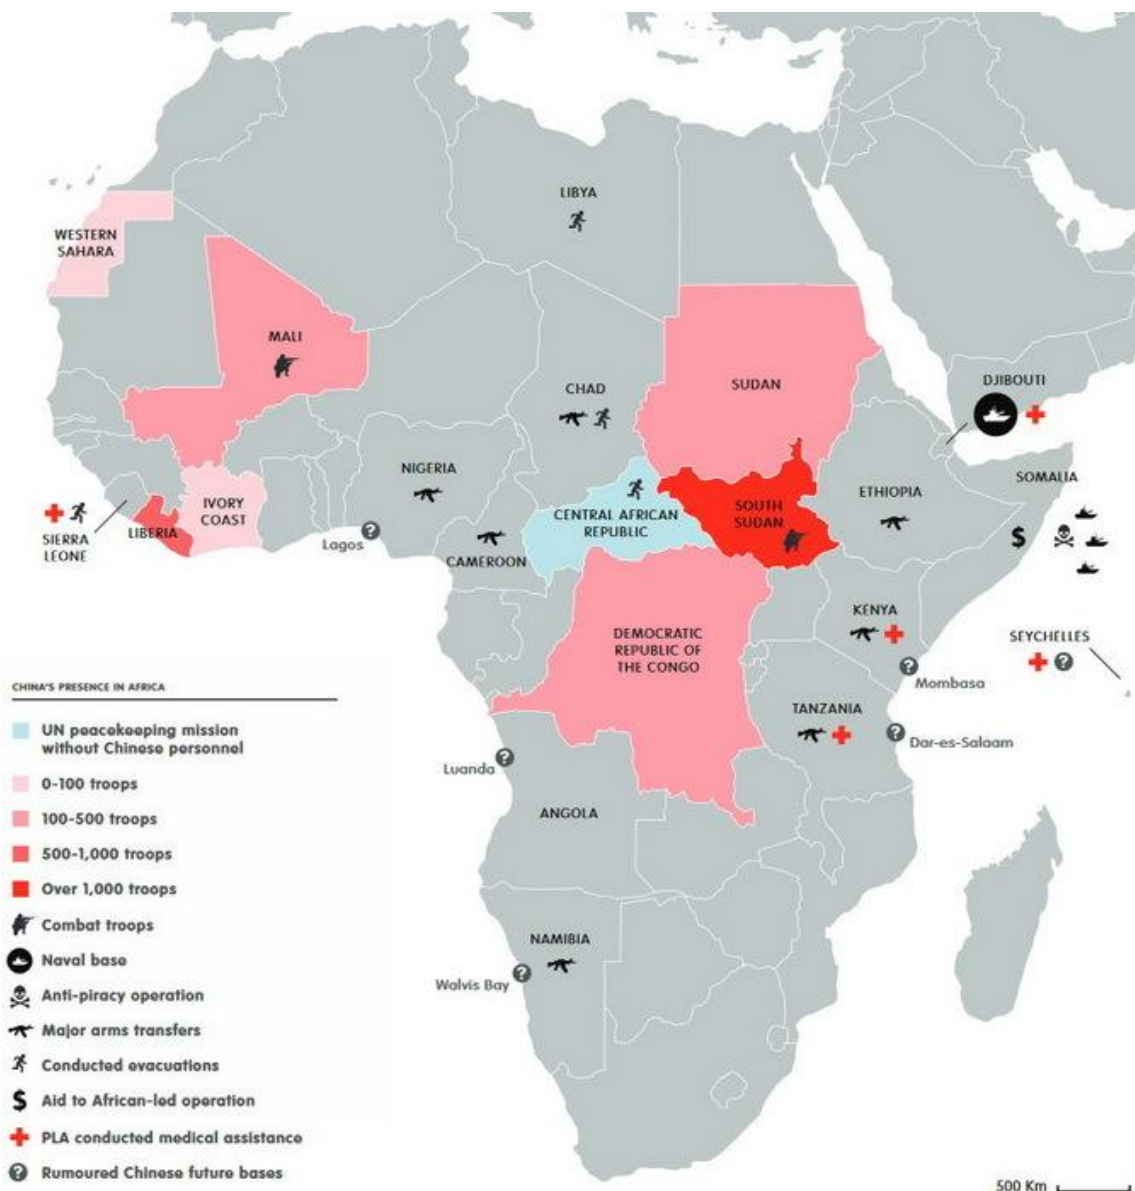 LIBYA
WESTERN
SAHARA
MALI
CHAD
SUDAN
DJIBOUTI
NIGERIA
IVORY
COAST
LIBERIA
SIERRA
LEONE
Lagos
CAMEROON
CENTRAL AFRICAN
REPUBLIC
SOUTH
SUDAN
ETHIOPIA
SOMALIA
$
KENYA
SEYCHELLES
?
DEMOCRATIC
REPUBLIC OF
THE CONGO
?
Mombasa
TANZANIA
?
Dar-es-Salaam
?
Luanda
?
ANGOLA
NAMIBIA
Walvis Bay
?
CHINA'S PRESENCE IN AFRICA
UN peacekeeping mission
without Chinese personnel
0-100 troops
100-500 troops
500-1,000 troops
Over 1,000 troops
Combat troops
Naval base
Anti-piracy operation
Major arms transfers
Conducted evacuations
$ Aid to African-led operation
PLA conducted medical assistance
? Rumoured Chinese future bases
500 Km